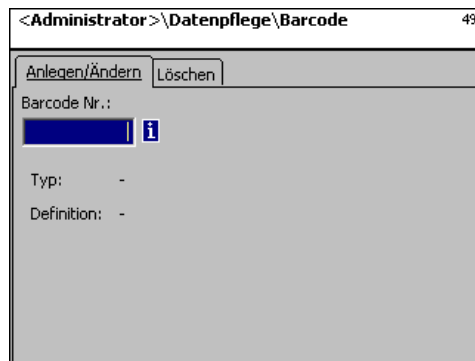 <Administrator>\Datenpflege\Barcode 49
Anlegen/Ändern Löschen
Barcode Nr.:
i
Typ: -
Definition: -